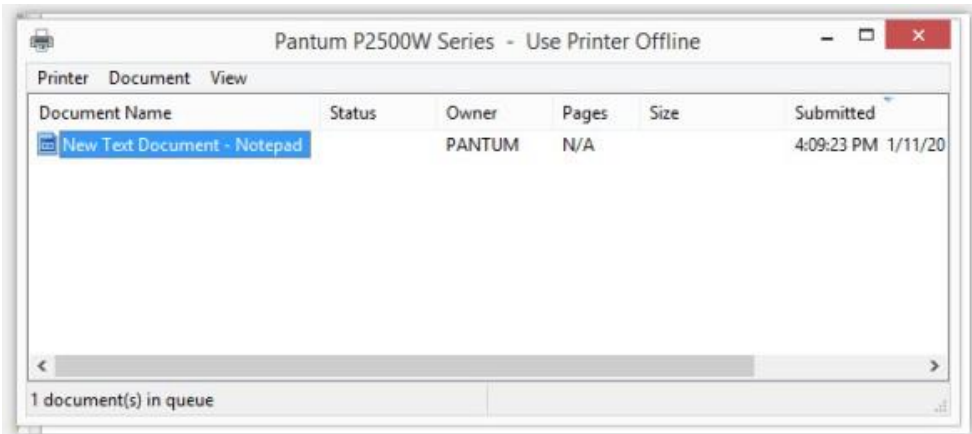 Pantum P2500W Series - Use Printer Offline
Printer Document View
Document Name Status Owner Pages Size Submitted
New Text Document - Notepad PANTUM N/A 4:09:23 PM 1/11/20
1 document(s) in queue